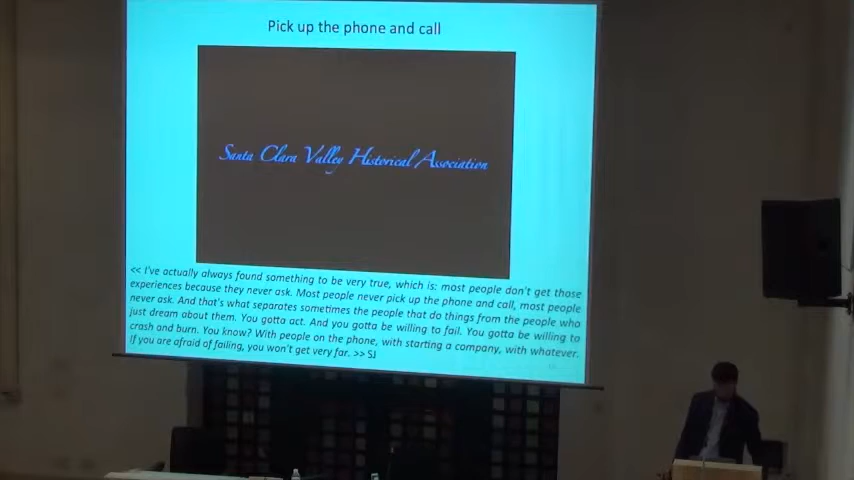 Pick up the phone and call
Santa Clara Valley Historical Association
<< I've actually always found something to be very true, which is: most people don't get those
experiences because they never ask. Most people never pick up the phone and call, most people
never ask. And that's what separates sometimes the people that do things from the people who
just dream about them. You gotta act. And you gotta be willing to fail. You gotta be willing to
crash and burn. You know? With people on the phone, with starting a company, with whatever.
If you are afraid of failing, you won't get very far. >> SJ